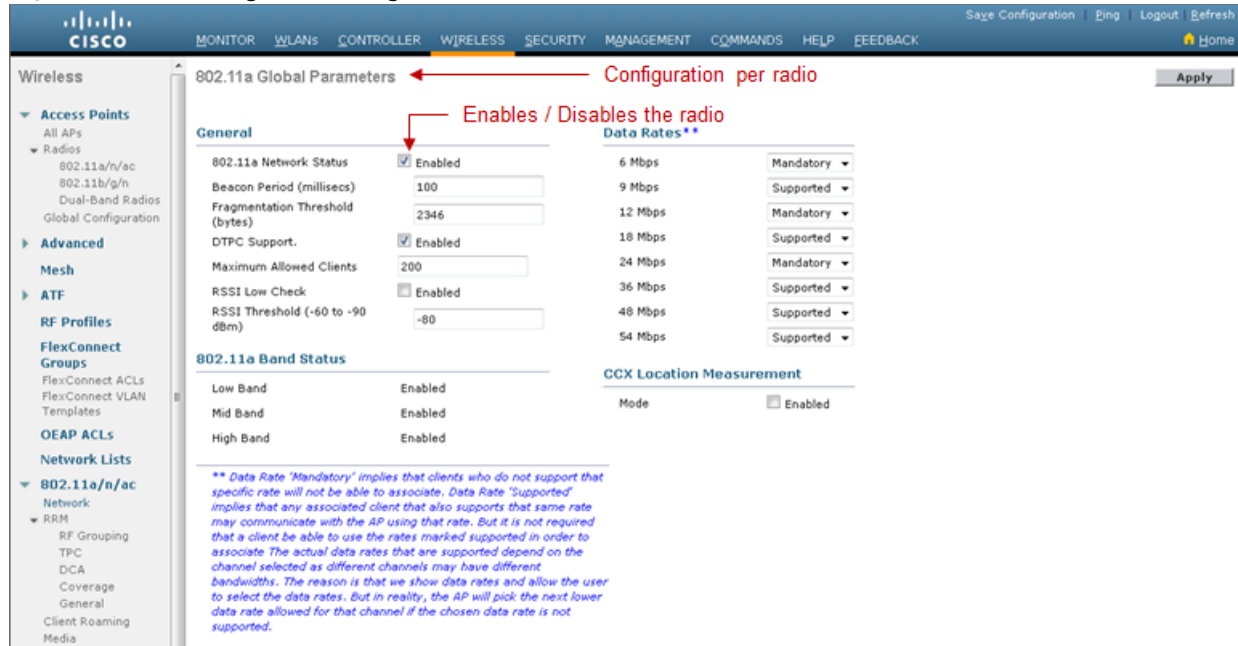 Save Configuration | Ping | Logout | Refresh
CISCO
MONITOR WLANs CONTROLLER WIRELESS SECURITY MANAGEMENT COMMANDS HELP FEEDBACK
Home
Wireless
Access Points
All APs
Radios
802.11a/n/ac
802.11b/g/n
Dual-Band Radios
Global Configuration
Advanced
Mesh
ATF
RF Profiles
FlexConnect
Groups
FlexConnect ACLs
FlexConnect VLAN
Templates
OEAP ACLs
Network Lists
802.11a/n/ac
Network
RRM
RF Grouping
TPC
DCA
Coverage
General
Client Roaming
Media
802.11a Global Parameters
Configuration per radio
Apply
Enables / Disables the radio
General
802.11a Network Status Enabled
Beacon Period (millisecs) 100
Fragmentation Threshold
(bytes) 2346
DTPC Support. Enabled
Maximum Allowed Clients 200
RSSI Low Check Enabled
RSSI Threshold (-60 to -90
dBm) -80
802.11a Band Status
Low Band Enabled
Mid Band Enabled
High Band Enabled
Data Rates**
6 Mbps Mandatory
9 Mbps Supported
12 Mbps Mandatory
18 Mbps Supported
24 Mbps Mandatory
36 Mbps Supported
48 Mbps Supported
54 Mbps Supported
CCX Location Measurement
Mode Enabled
** Data Rate 'Mandatory' implies that clients who do not support that
specific rate will not be able to associate. Data Rate 'Supported'
implies that any associated client that also supports that same rate
may communicate with the AP using that rate. But it is not required
that a client be able to use the rates marked supported in order to
associate The actual data rates that are supported depend on the
channel selected as different channels may have different
bandwidths. The reason is that we show data rates and allow the user
to select the data rates. But in reality, the AP will pick the next lower
data rate allowed for that channel if the chosen data rate is not
supported.